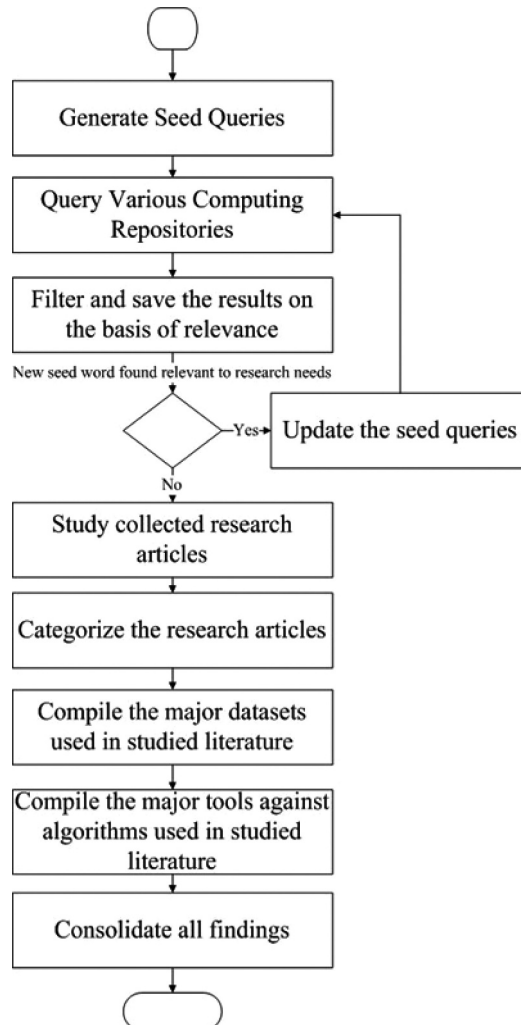 Generate Seed Queries
Query Various Computing
Repositories
Filter and save the results on
the basis of relevance
New seed word found relevant to research needs
Yes
Update the seed queries
No
Study collected research
articles
Categorize the research articles
Compile the major datasets
used in studied literature
Compile the major tools against
algorithms used in studied
literature
Consolidate all findings